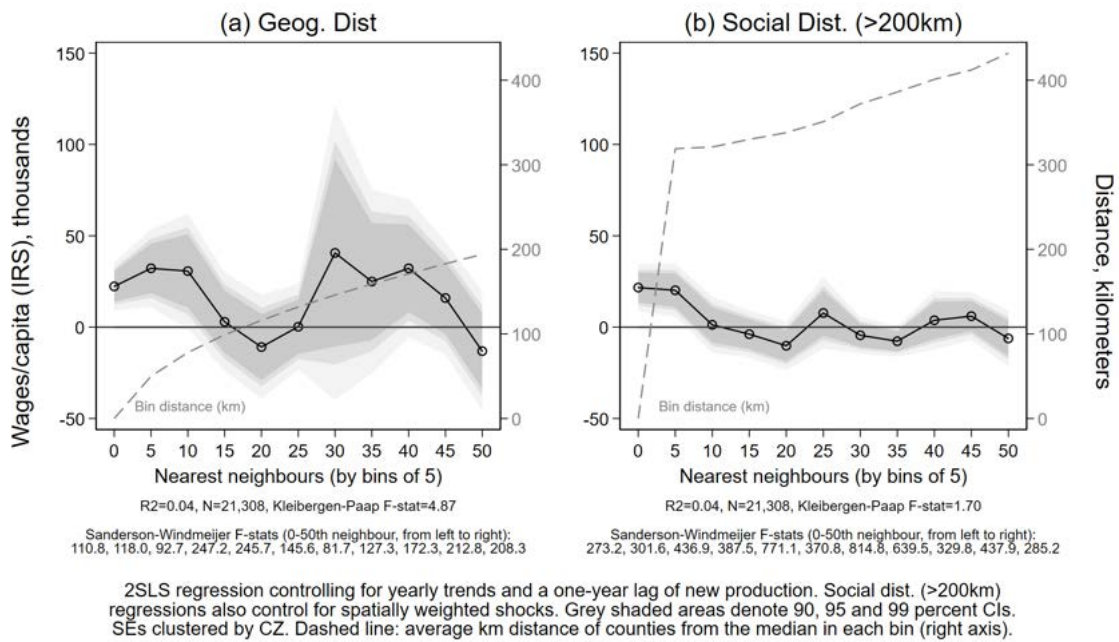 (a) Geog. Dist
(b) Social Dist. (>200km)
Wages/capita (IRS), thousands
150
100
50
0
-50
400
300
200
100
0
Bin distance (km)
0 5 10 15 20 25 30 35 40 45 50
Nearest neighbours (by bins of 5)
R2=0.04, N=21,308, Kleibergen-Paap F-stat=4.87
Sanderson-Windmeijer F-stats (0-50th neighbour, from left to right):
110.8, 118.0, 92.7, 247.2, 245.7, 145.6, 81.7, 127.3, 172.3, 212.8, 208.3
150
100
50
0
-50
400
300
200
100
0
Distance, kilometers
Bin distance (km)
0 5 10 15 20 25 30 35 40 45 50
Nearest neighbours (by bins of 5)
R2=0.04, N=21,308, Kleibergen-Paap F-stat=1.70
Sanderson-Windmeijer F-stats (0-50th neighbour, from left to right):
273.2, 301.6, 436.9, 387.5, 771.1, 370.8, 814.8, 639.5, 329.8, 437.9, 285.2
2SLS regression controlling for yearly trends and a one-year lag of new production. Social dist. (>200km)
regressions also control for spatially weighted shocks. Grey shaded areas denote 90, 95 and 99 percent CIs.
SEs clustered by CZ. Dashed line: average km distance of counties from the median in each bin (right axis).